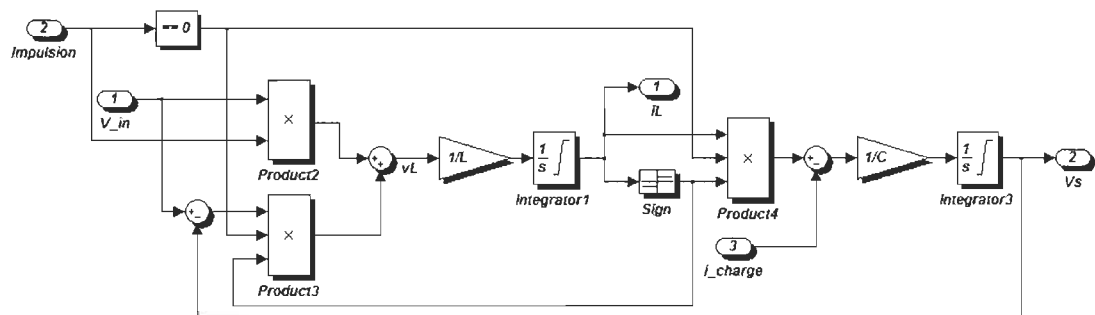 2
Impulsion
== 0
1
V_in
×
Product2
+
+
vL
1/L
1
s
Integrator1
1
iL
Sign
×
Product3
×
Product4
+
−
3
i_charge
1/C
1
s
Integrator3
2
Vs
+
−